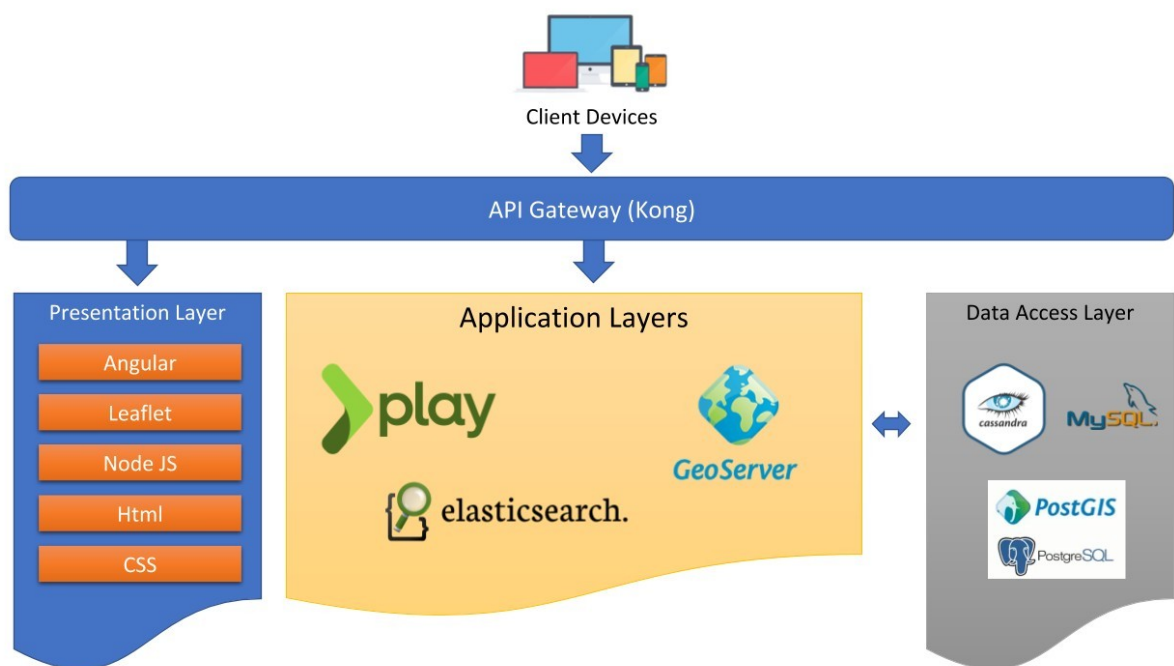 Client Devices
API Gateway (Kong)
Presentation Layer
Angular
Leaflet
Node JS
Html
CSS
Application Layers
play
GeoServer
elasticsearch.
Data Access Layer
cassandra
MySQL.
PostGIS
PostgreSQL